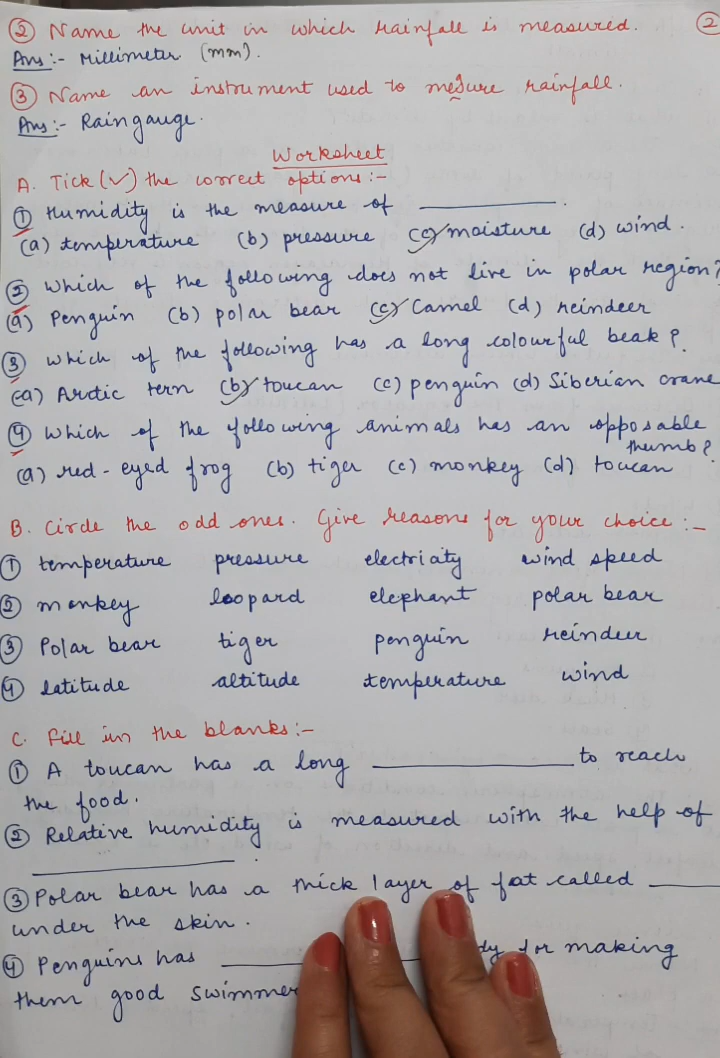 ② Name the unit in which rainfall is measured. ②
Ans:- Millimeter (mm).
③ Name an instrument used to mesure rainfall.
Ans:- Raingauge.
Worksheet
A. Tick (✓) the correct options:-
① Humidity is the measure of ________.
(a) temperature (b) pressure (c) moisture (d) wind.
② Which of the following does not live in polar region?
(a) Penguin (b) polar bear (c) Camel (d) reindeer
③ which of the following has a long colourful beak?
(a) Arctic tern (b) toucan (c) penguin (d) Siberian crane
④ Which of the following animals has an opposable
thumb?
(a) red-eyed frog (b) tiger (c) monkey (d) toucan
B. Circle the odd ones. Give reasons for your choice:-
① temperature pressure electricity wind speed
② monkey leopard elephant polar bear
③ Polar bear tiger penguin reindeer
④ latitude altitude temperature wind
C. Fill in the blanks:-
① A toucan has a long ________ to reach
the food.
② Relative humidity is measured with the help of
________.
③ Polar bear has a thick layer of fat called ____
under the skin.
④ Penguins has ________ dy for making
them good swimmer